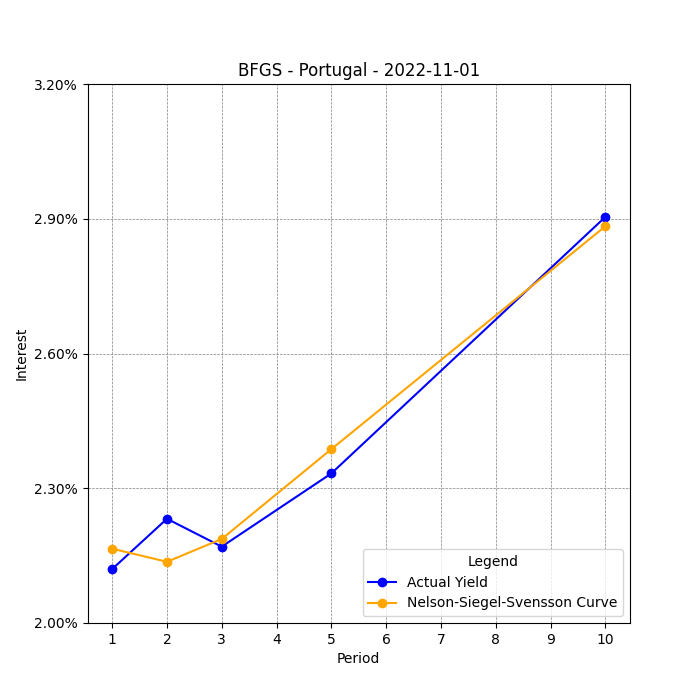 BFGS - Portugal - 2022-11-01
3.20%
2.90%
2.60%
2.30%
2.00%
Interest
1 2 3 4 5 6 7 8 9 10
Period
Legend
Actual Yield
Nelson-Siegel-Svensson Curve